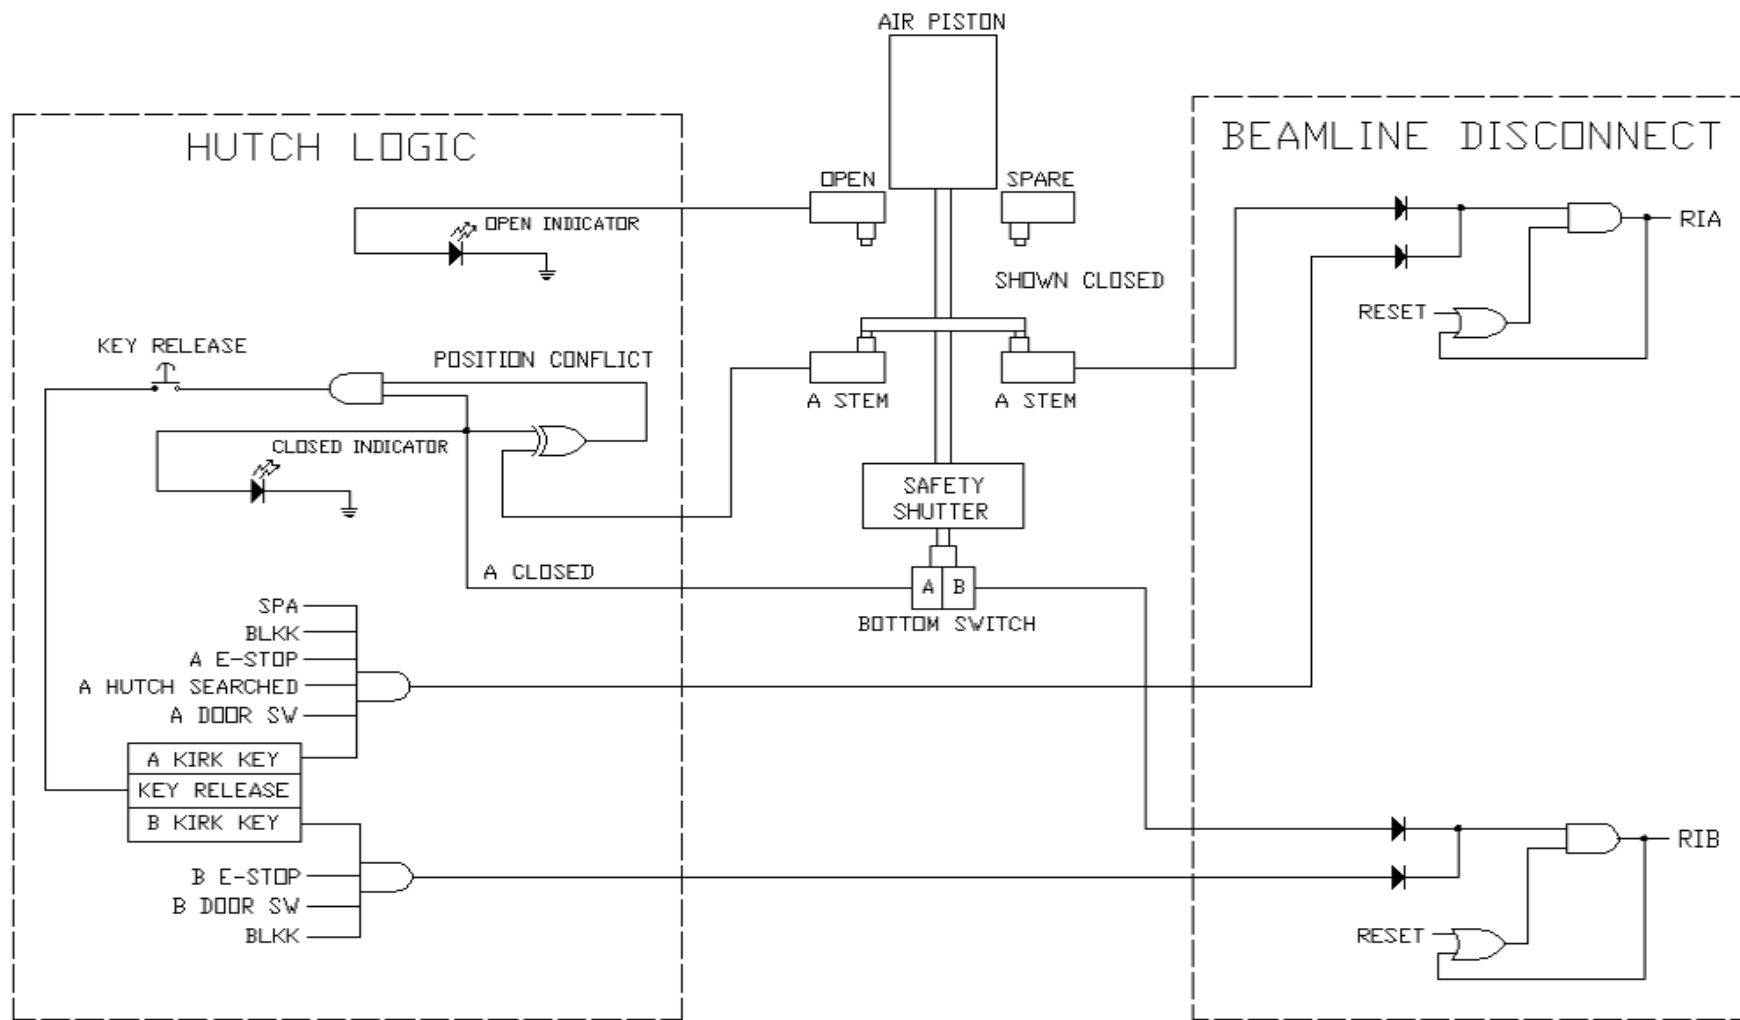 AIR PISTON
HUTCH LOGIC
BEAMLINE DISCONNECT
OPEN
SPARE
OPEN INDICATOR
RIA
SHOWN CLOSED
RESET
KEY RELEASE
POSITION CONFLICT
A STEM
A STEM
CLOSED INDICATOR
SAFETY
SHUTTER
A CLOSED
A
B
BOTTOM SWITCH
SPA
BLKK
A E-STOP
A HUTCH SEARCHED
A DOOR SW
A KIRK KEY
KEY RELEASE
B KIRK KEY
RIB
B E-STOP
B DOOR SW
BLKK
RESET